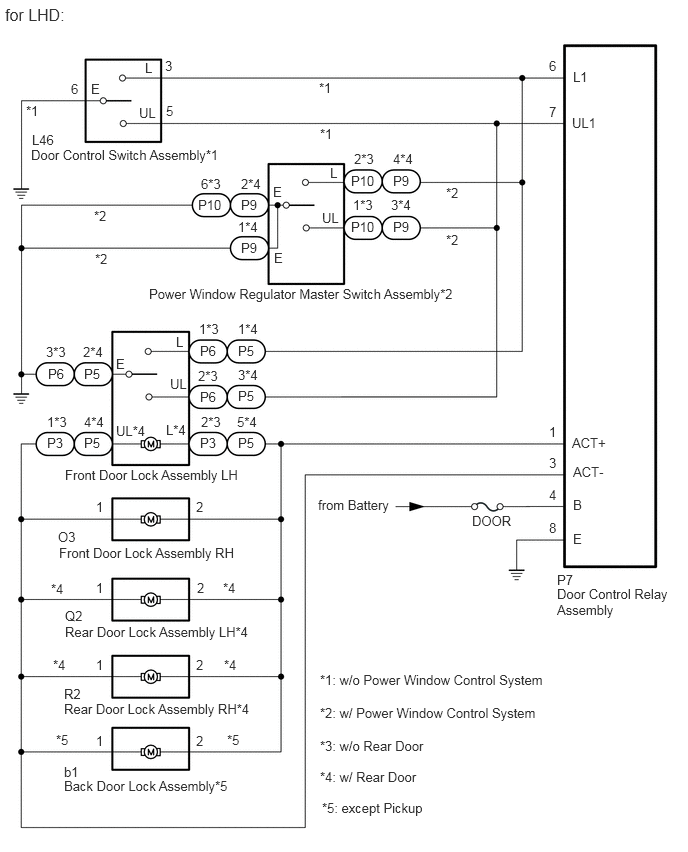 for LHD:
L 3
6 L1
6 E
*1
*1
UL 5
7 UL1
*1
L46
Door Control Switch Assembly*1
2*3 4*4
L P10 P9
*2
6*3 2*4
P10 P9 E
*2
1*3 3*4
UL P10 P9
*2
1*4
P9 E
*2
Power Window Regulator Master Switch Assembly*2
1*3 1*4
L P6 P5
3*3 2*4
P6 P5 E
2*3 3*4
UL P6 P5
1*3 4*4 UL*4 L*4 2*3 5*4
P3 P5 M P3 P5
1 ACT+
Front Door Lock Assembly LH
3 ACT-
from Battery
DOOR
4 B
8 E
1 M 2
O3
Front Door Lock Assembly RH
P7
Door Control Relay
Assembly
*4 1 M 2 *4
Q2
Rear Door Lock Assembly LH*4
*4 1 M 2 *4
R2
Rear Door Lock Assembly RH*4
*5 1 M 2 *5
b1
Back Door Lock Assembly*5
*1: w/o Power Window Control System
*2: w/ Power Window Control System
*3: w/o Rear Door
*4: w/ Rear Door
*5: except Pickup